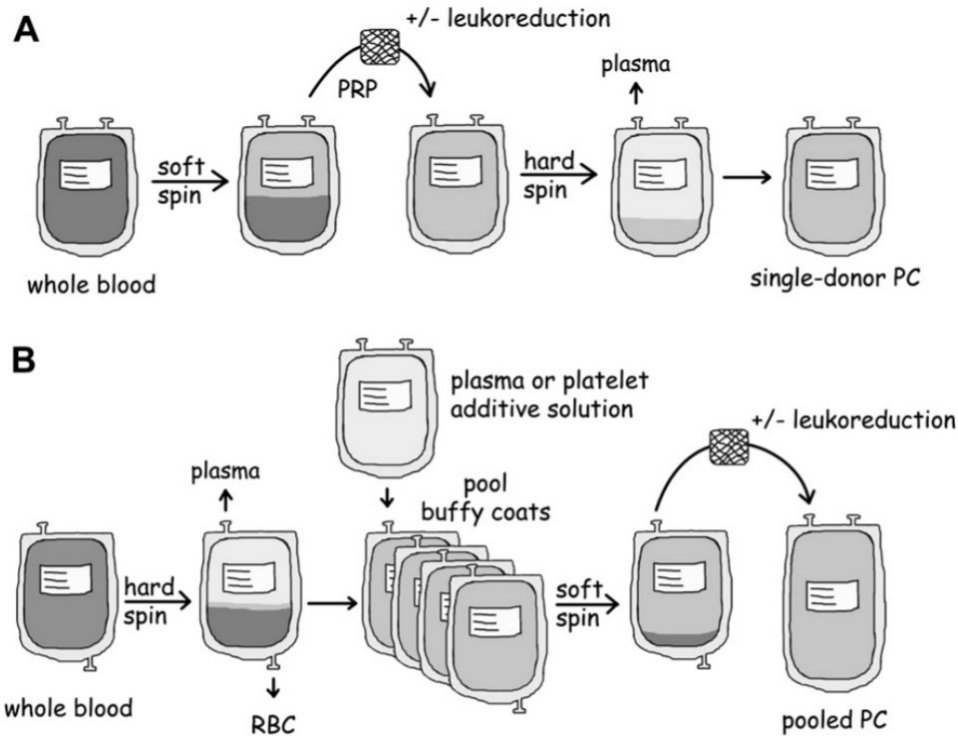 A
+/- leukoreduction
PRP
plasma
soft
spin
hard
spin
whole blood
single-donor PC
B
plasma or platelet
additive solution
+/- leukoreduction
plasma
pool
buffy coats
hard
spin
soft
spin
whole blood
RBC
pooled PC